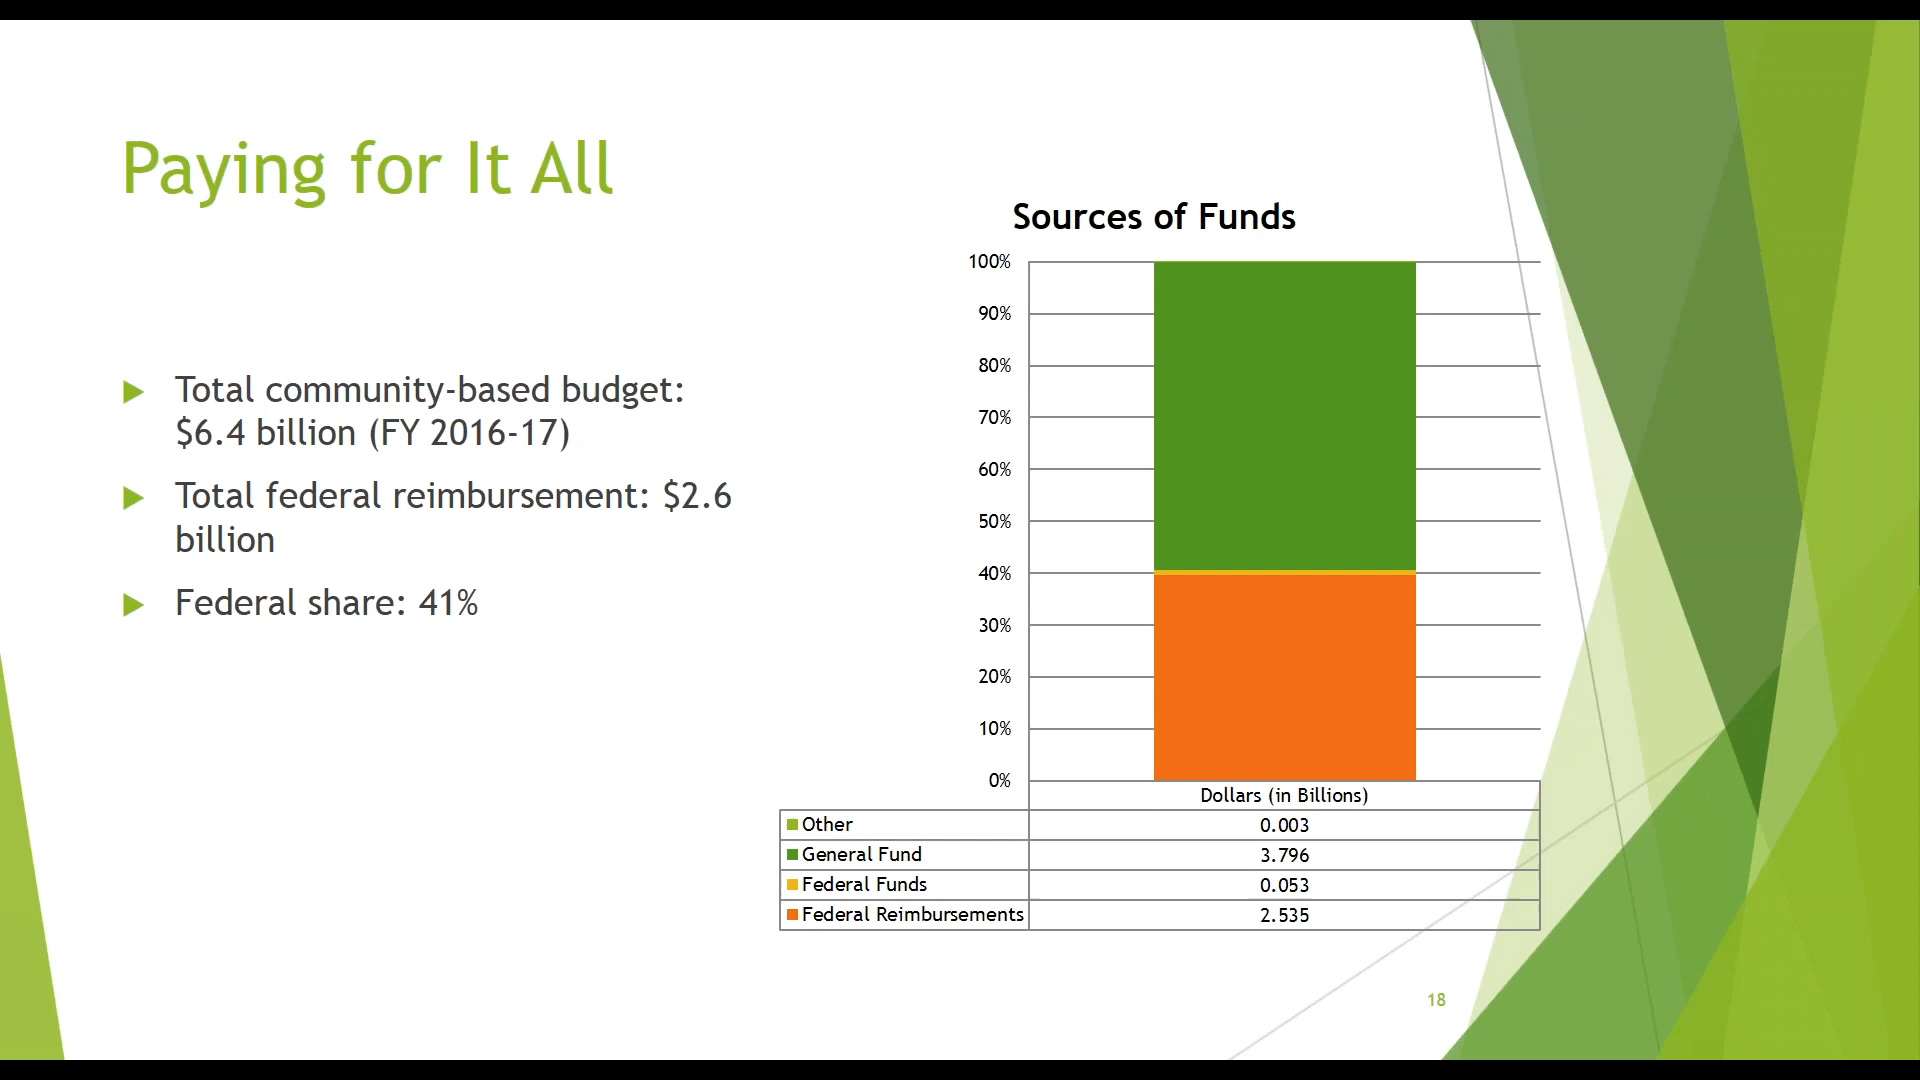 Paying for It All
Total community-based budget:
$6.4 billion (FY 2016-17)
Total federal reimbursement: $2.6
billion
Federal share: 41%
Sources of Funds
100%
90%
80%
70%
60%
50%
40%
30%
20%
10%
0%
Dollars (in Billions)
Other 0.003
General Fund 3.796
Federal Funds 0.053
Federal Reimbursements 2.535
18